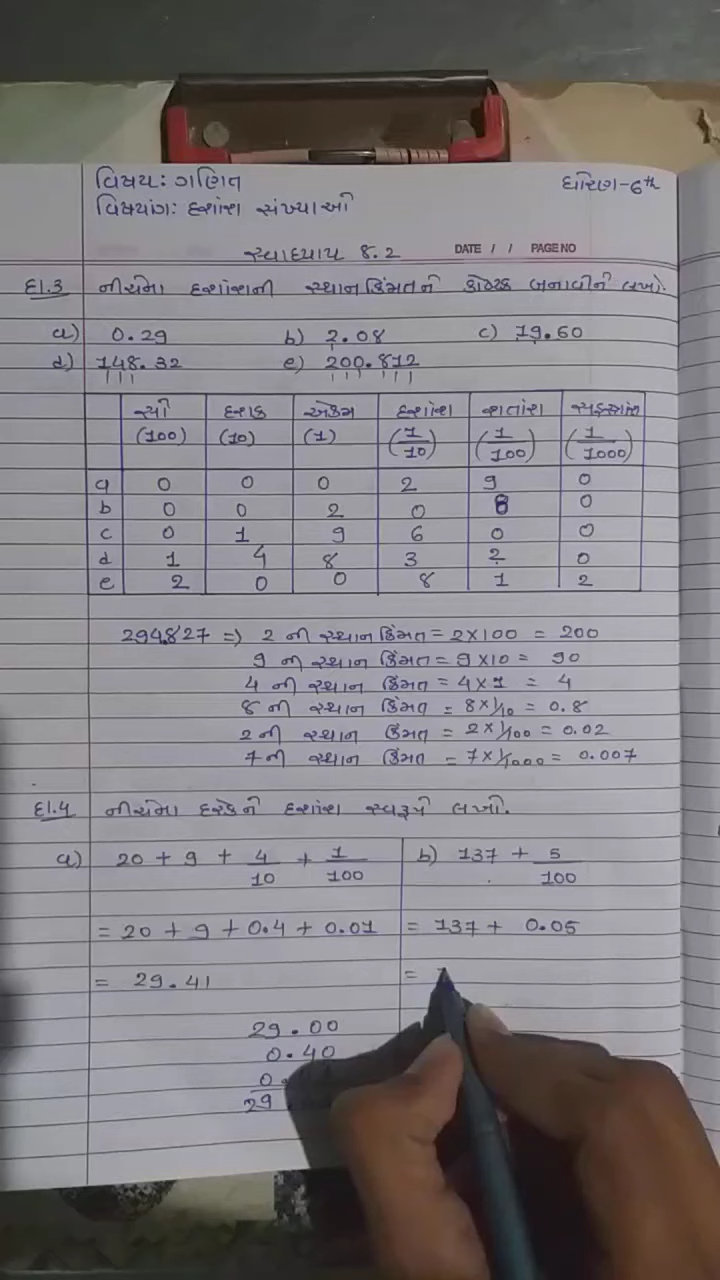 વિષય: ગણિત ધોરણ-6th
વિષયાંગ: દશાંશ સંખ્યાઓ
સ્વાધ્યાય 8.2 DATE / / PAGE NO
દા.3 નીચેના દશાંશની સ્થાન કિંમતને કોષ્ટક બનાવીને લખો.
a) 0.29 b) 2.08 c) 19.60
d) 148.32 e) 200.812
સો દશક એકમ દશાંશ શતાંશ સહસ્ત્રાંશ
(100) (10) (1) (1/10) (1/100) (1/1000)
a 0 0 0 2 9 0
b 0 0 2 0 8 0
c 0 1 9 6 0 0
d 1 4 8 3 2 0
e 2 0 0 8 1 2
294.827 => 2 ની સ્થાન કિંમત = 2×100 = 200
9 ની સ્થાન કિંમત = 9×10 = 90
4 ની સ્થાન કિંમત = 4×1 = 4
8 ની સ્થાન કિંમત = 8×1/10 = 0.8
2 ની સ્થાન કિંમત = 2×1/100 = 0.02
7 ની સ્થાન કિંમત = 7×1/1000 = 0.007
દા.4 નીચેના દરેકને દશાંશ સ્વરૂપે લખો.
a) 20 + 9 + 4/10 + 1/100 b) 137 + 5/100
= 20 + 9 + 0.4 + 0.01 = 137 + 0.05
= 29.41 =
29.00
0.40
0.
29.